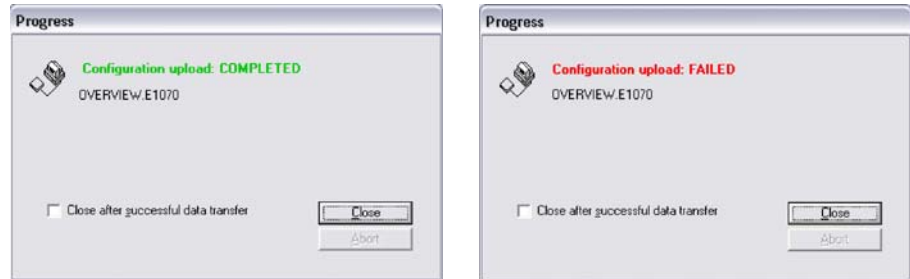 Progress
Configuration upload: COMPLETED
OVERVIEW.E1070
Close after successful data transfer
Close
Abort
Progress
Configuration upload: FAILED
OVERVIEW.E1070
Close after successful data transfer
Close
Abort